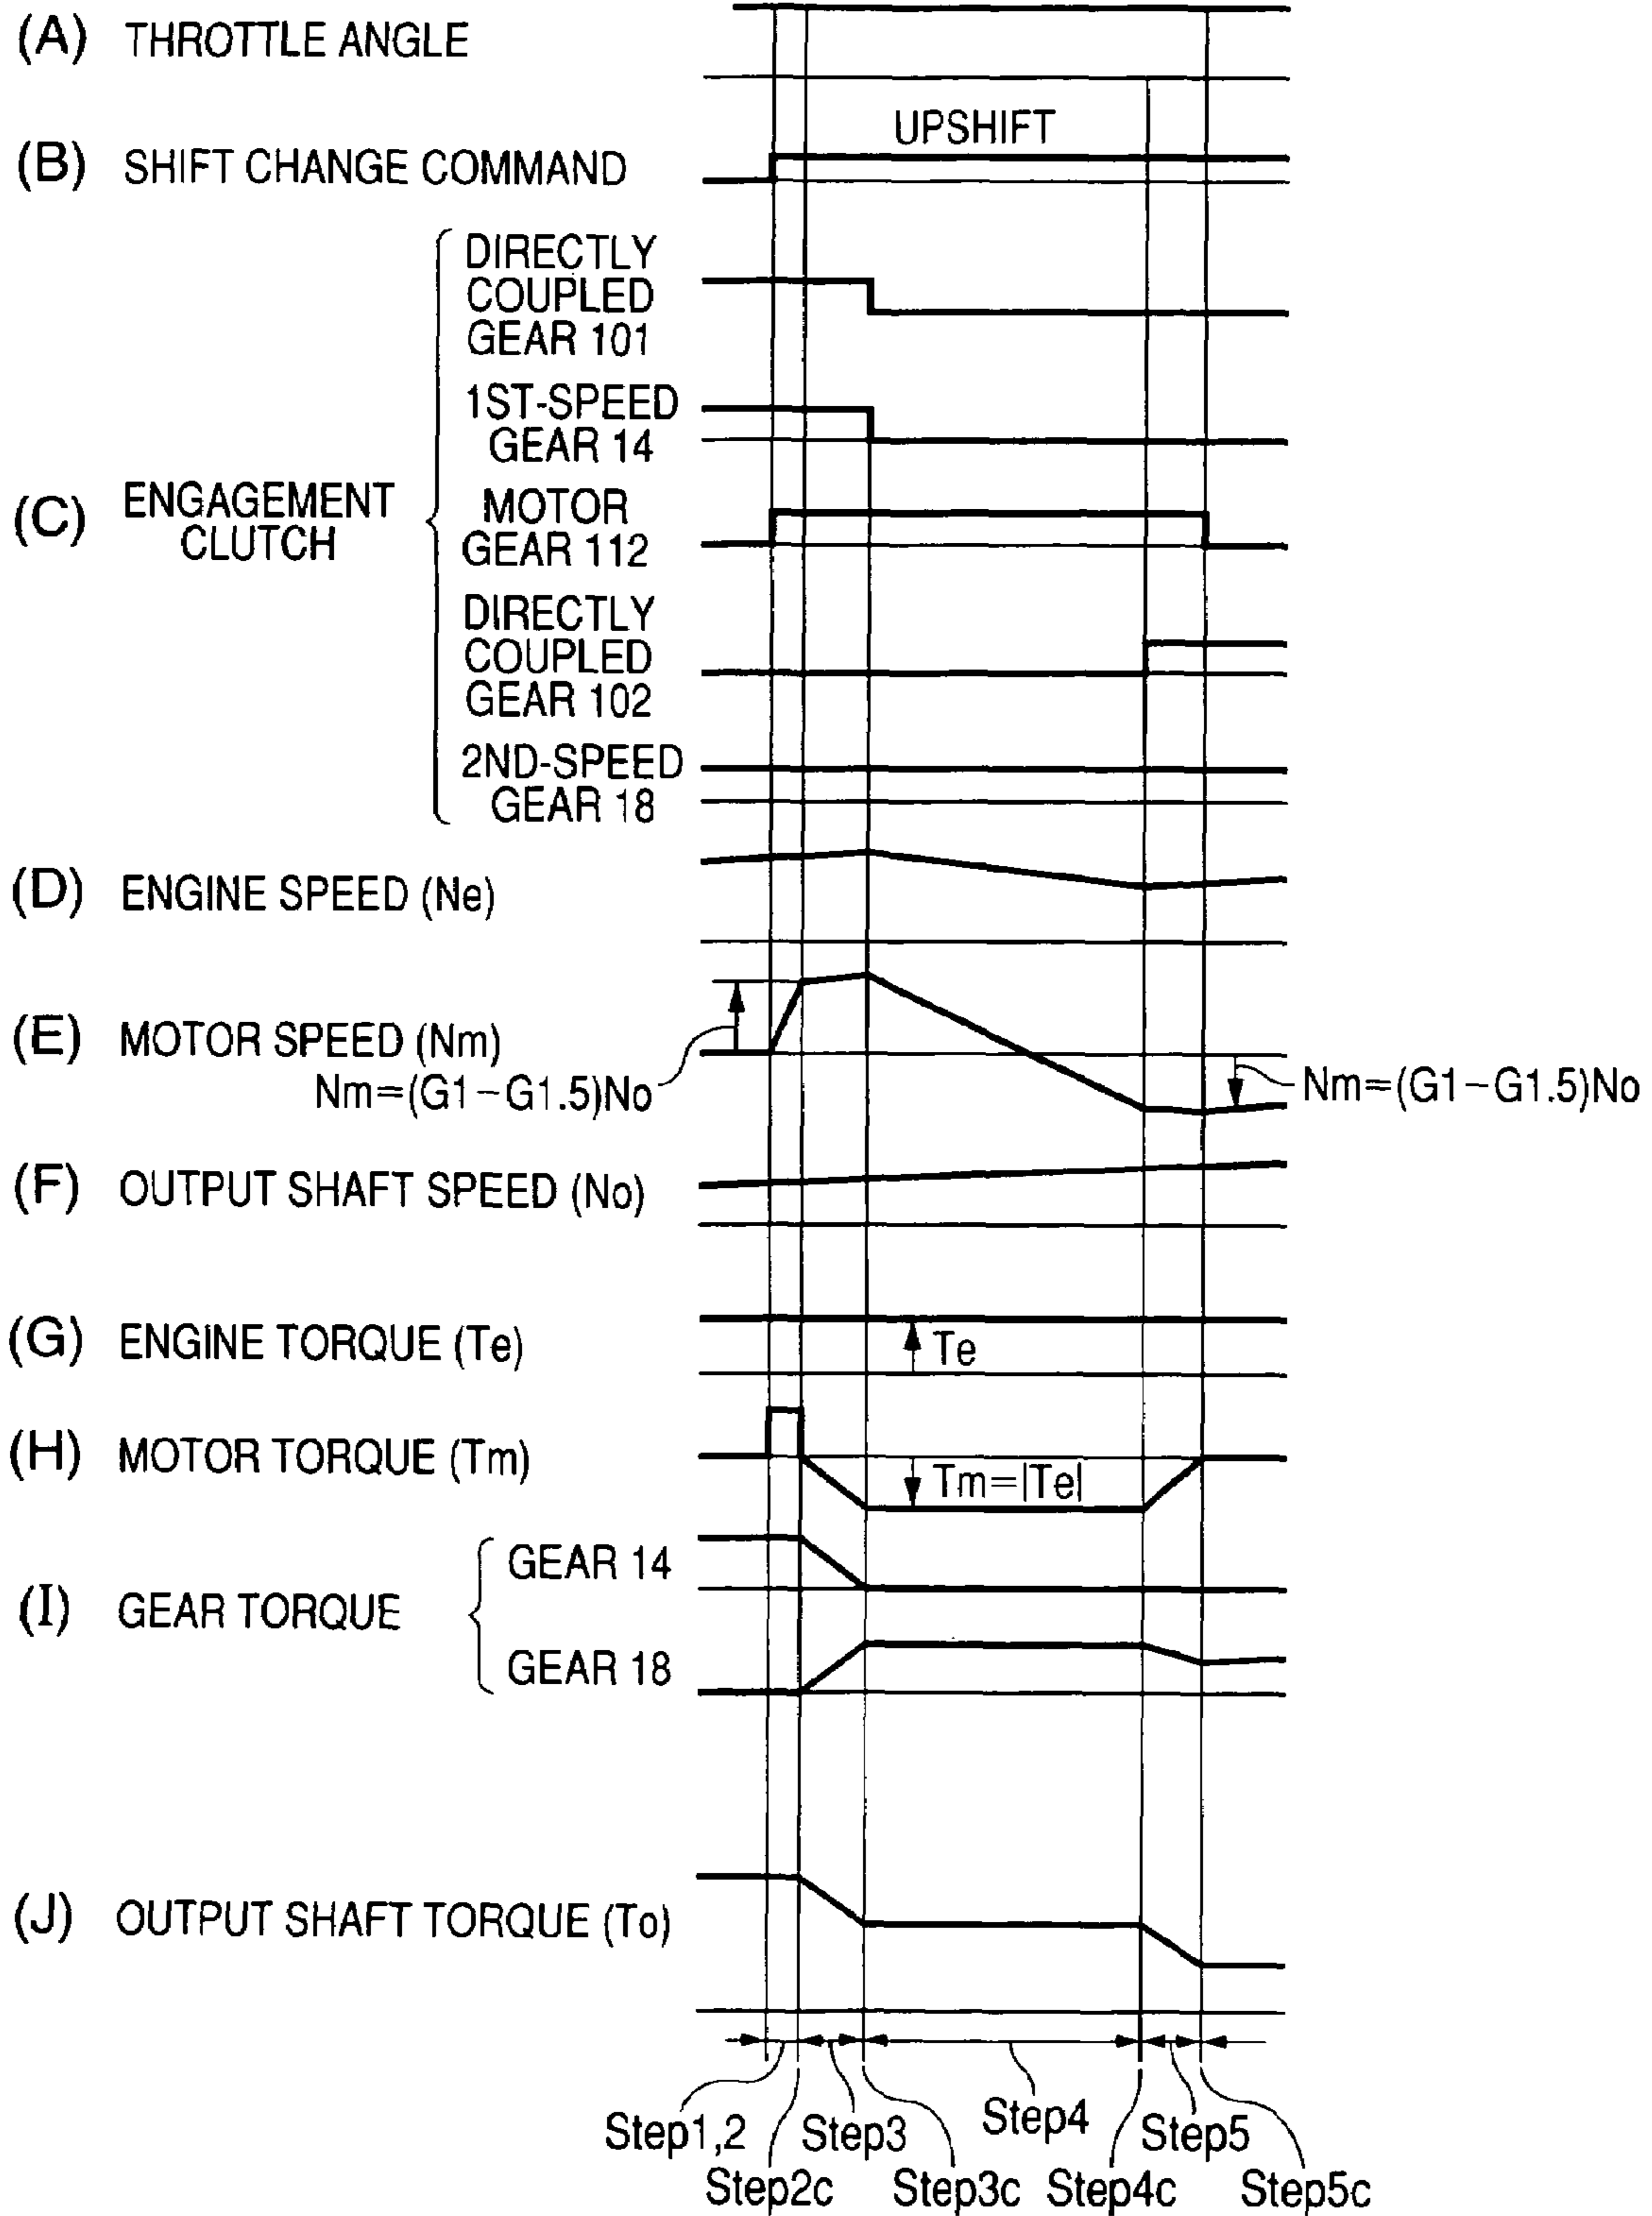 (A) THROTTLE ANGLE
UPSHIFT
(B) SHIFT CHANGE COMMAND
DIRECTLY
COUPLED
GEAR 101
1ST-SPEED
GEAR 14
(C) ENGAGEMENT
CLUTCH
MOTOR
GEAR 112
DIRECTLY
COUPLED
GEAR 102
2ND-SPEED
GEAR 18
(D) ENGINE SPEED (Ne)
(E) MOTOR SPEED (Nm)
Nm=(G1-G1.5)No
Nm=(G1-G1.5)No
(F) OUTPUT SHAFT SPEED (No)
(G) ENGINE TORQUE (Te)
Te
(H) MOTOR TORQUE (Tm)
Tm=|Te|
(I) GEAR TORQUE
GEAR 14
GEAR 18
(J) OUTPUT SHAFT TORQUE (To)
Step1,2 Step3 Step4 Step5
Step2c Step3c Step4c Step5c